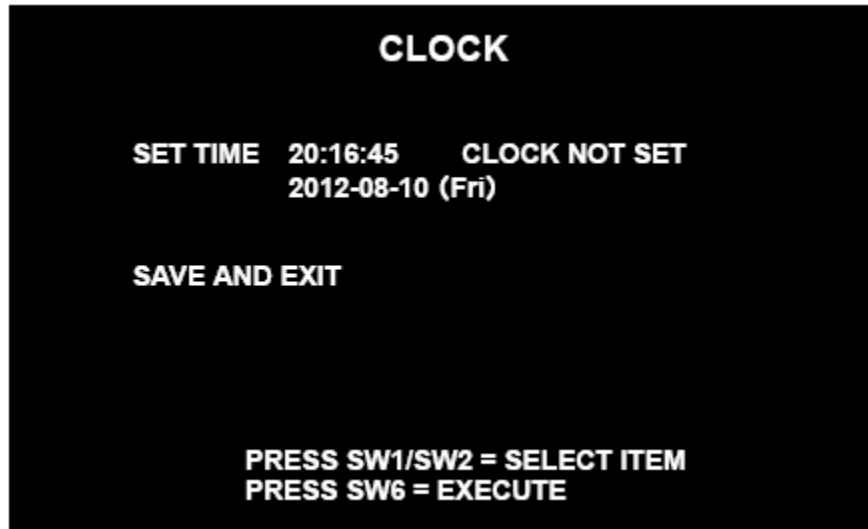 CLOCK
SET TIME 20:16:45 CLOCK NOT SET
2012-08-10 (Fri)
SAVE AND EXIT
PRESS SW1/SW2 = SELECT ITEM
PRESS SW6 = EXECUTE